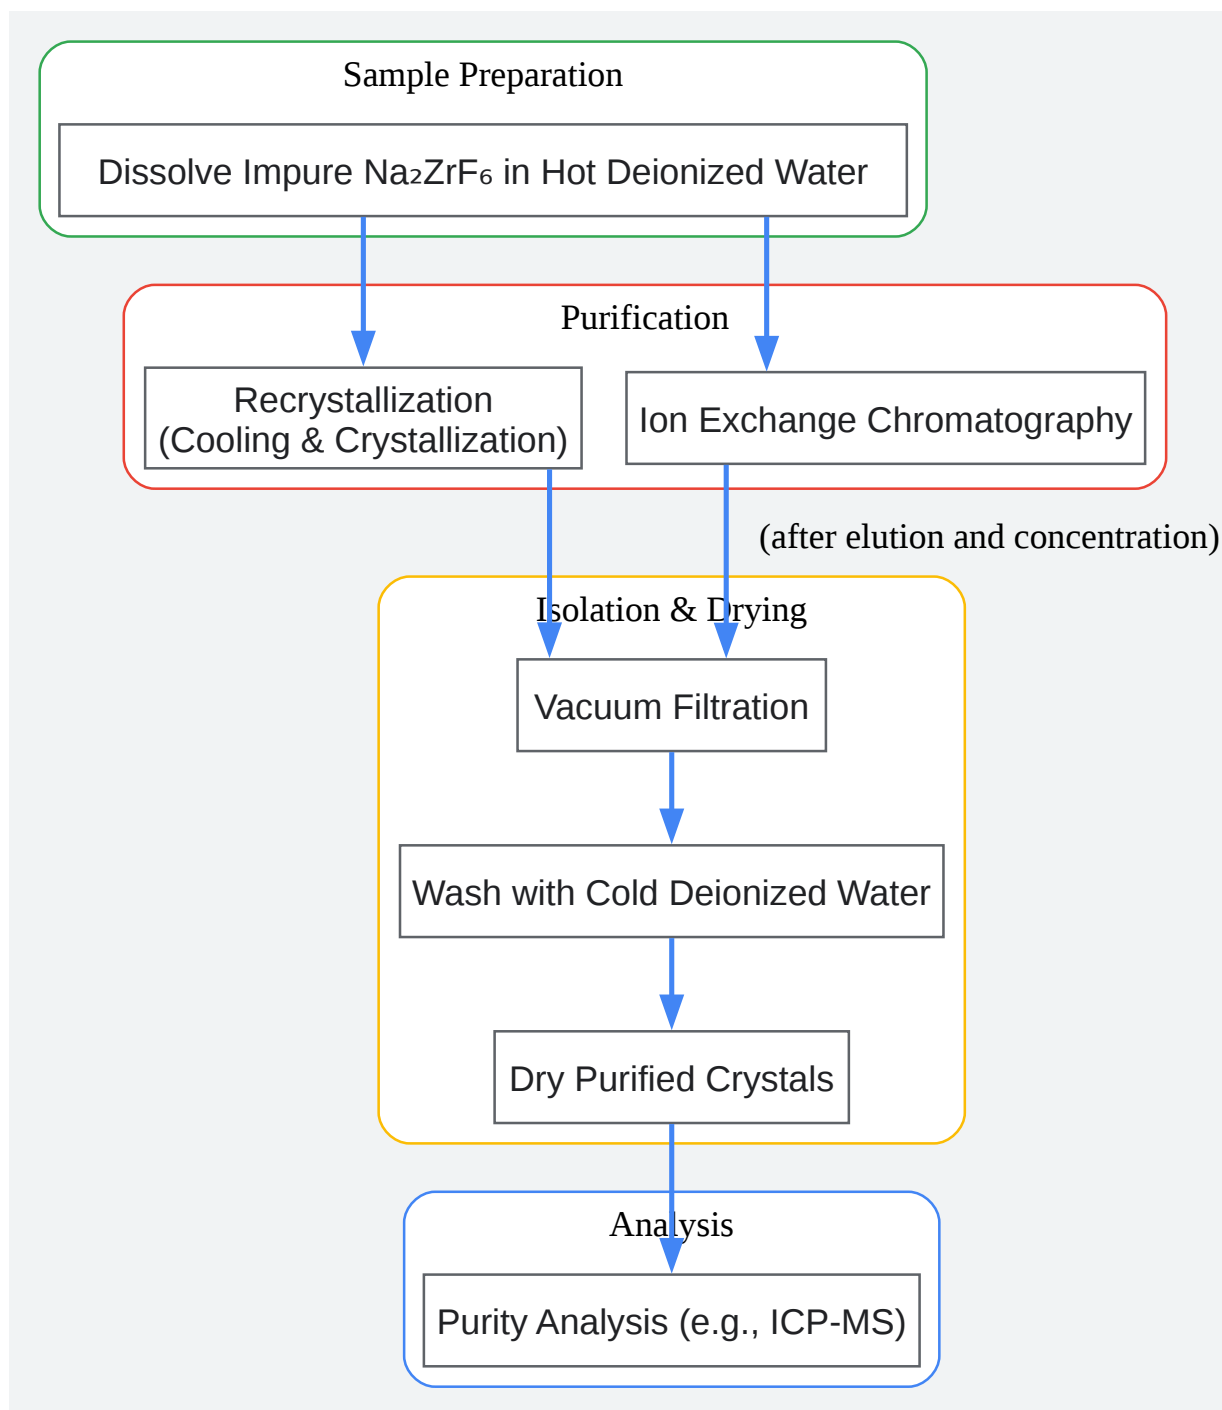 Sample Preparation
Dissolve Impure Na₂ZrF₆ in Hot Deionized Water
Purification
Recrystallization
(Cooling & Crystallization)
Ion Exchange Chromatography
(after elution and concentration)
Isolation & Drying
Vacuum Filtration
Wash with Cold Deionized Water
Dry Purified Crystals
Analysis
Purity Analysis (e.g., ICP-MS)